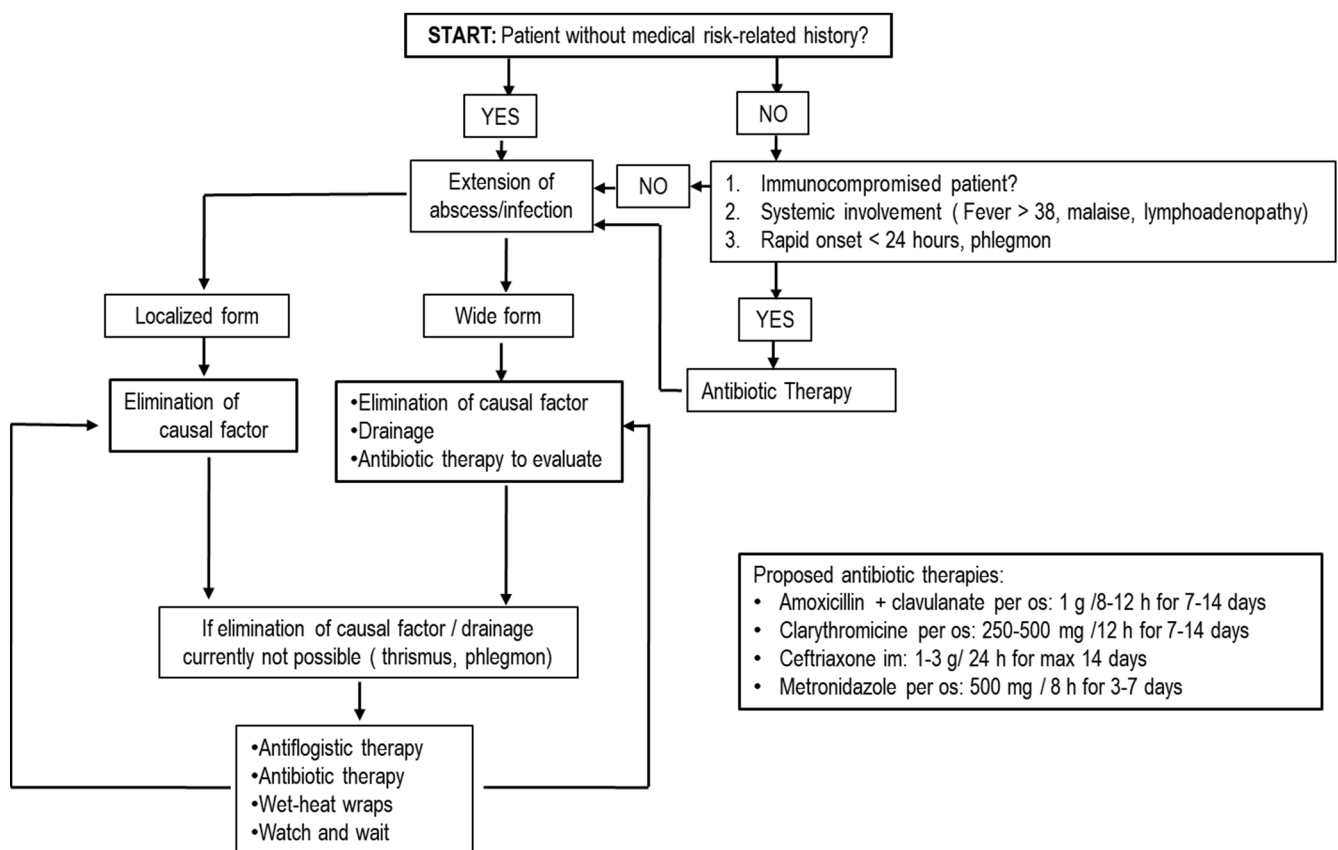 START: Patient without medical risk-related history?
YES
NO
Extension of
abscess/infection
NO
1. Immunocompromised patient?
2. Systemic involvement ( Fever > 38, malaise, lymphoadenopathy)
3. Rapid onset < 24 hours, phlegmon
Localized form
Wide form
YES
Antibiotic Therapy
Elimination of
causal factor
•Elimination of causal factor
•Drainage
•Antibiotic therapy to evaluate
If elimination of causal factor / drainage
currently not possible ( thrismus, phlegmon)
Proposed antibiotic therapies:
• Amoxicillin + clavulanate per os: 1 g /8-12 h for 7-14 days
• Clarythromicine per os: 250-500 mg /12 h for 7-14 days
• Ceftriaxone im: 1-3 g/ 24 h for max 14 days
• Metronidazole per os: 500 mg / 8 h for 3-7 days
•Antiflogistic therapy
•Antibiotic therapy
•Wet-heat wraps
•Watch and wait